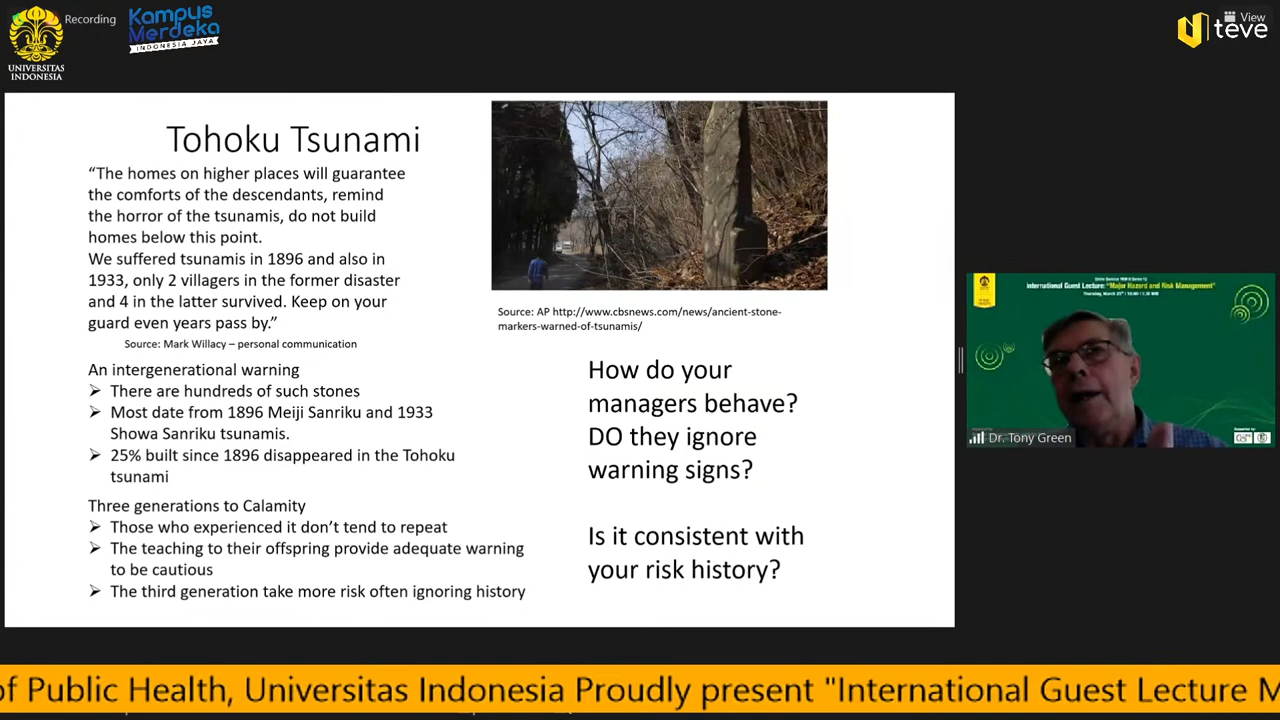 Recording
UNIVERSITAS
INDONESIA
Kampus
Merdeka
INDONESIA JAYA
View
teve
Tohoku Tsunami
“The homes on higher places will guarantee
the comforts of the descendants, remind
the horror of the tsunamis, do not build
homes below this point.
We suffered tsunamis in 1896 and also in
1933, only 2 villagers in the former disaster
and 4 in the latter survived. Keep on your
guard even years pass by.”
Source: Mark Willacy – personal communication
An intergenerational warning
There are hundreds of such stones
Most date from 1896 Meiji Sanriku and 1933
Showa Sanriku tsunamis.
25% built since 1896 disappeared in the Tohoku
tsunami
Three generations to Calamity
Those who experienced it don’t tend to repeat
The teaching to their offspring provide adequate warning
to be cautious
The third generation take more risk often ignoring history
Source: AP http://www.cbsnews.com/news/ancient-stone-
markers-warned-of-tsunamis/
How do your
managers behave?
DO they ignore
warning signs?
Is it consistent with
your risk history?
International Guest Lecture: "Major Hazard and Risk Management"
Dr. Tony Green
of Public Health, Universitas Indonesia Proudly present "International Guest Lecture M